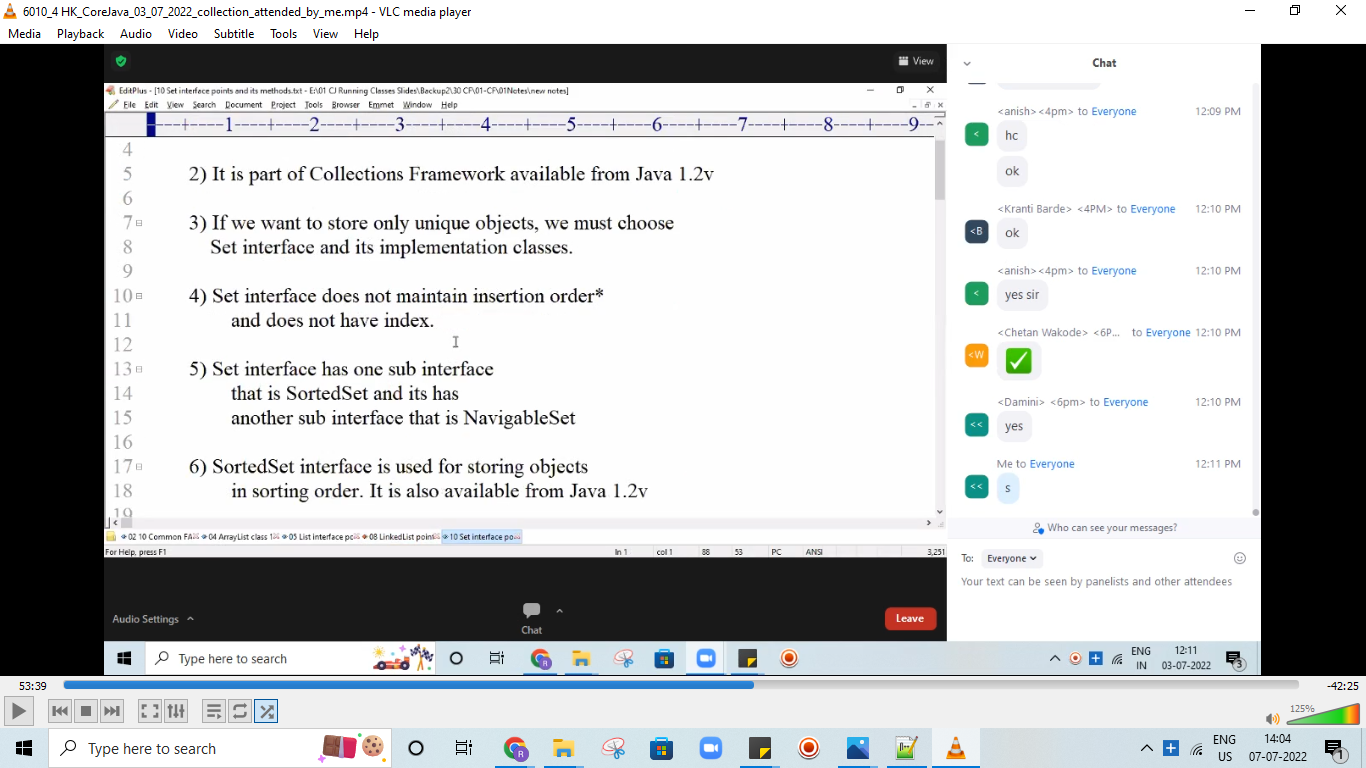 6010_4 HK_CoreJava_03_07_2022_collection_attended_by_me.mp4 - VLC media player
Media Playback Audio Video Subtitle Tools View Help
View
EditPlus - [10 Set interface points and its methods.txt - E:\01 CJ Running Classes Slides\Backup2\30 CF\01-CF\01Notes\new notes]
File Edit View Search Document Project Tools Browser Emmet Window Help
----+----1----+----2----+----3----+----4----+----5----+----6----+----7----+----8----+----9--
4
5 2) It is part of Collections Framework available from Java 1.2v
6
7 3) If we want to store only unique objects, we must choose
8 Set interface and its implementation classes.
9
10 4) Set interface does not maintain insertion order*
11 and does not have index.
12
13 5) Set interface has one sub interface
14 that is SortedSet and its has
15 another sub interface that is NavigableSet
16
17 6) SortedSet interface is used for storing objects
18 in sorting order. It is also available from Java 1.2v
19
02 10 Common FA 04 ArrayList class 1 05 List interface po 08 LinkedList point 10 Set interface po
For Help, press F1 ln 1 col 1 88 53 PC ANSI 3,251
Audio Settings
Chat
Leave
Chat
<anish><4pm> to Everyone 12:09 PM
<
hc
ok
<Kranti Barde> <4PM> to Everyone 12:10 PM
<B
ok
<anish><4pm> to Everyone 12:10 PM
<
yes sir
<Chetan Wakode> <6P... to Everyone 12:10 PM
<W
<Damini> <6pm> to Everyone 12:10 PM
<<
yes
Me to Everyone 12:11 PM
<<
s
Who can see your messages?
To: Everyone
Your text can be seen by panelists and other attendees
Type here to search
ENG
IN
12:11
03-07-2022
3
53:39
-42:25
125%
Type here to search
ENG
US
14:04
07-07-2022
1